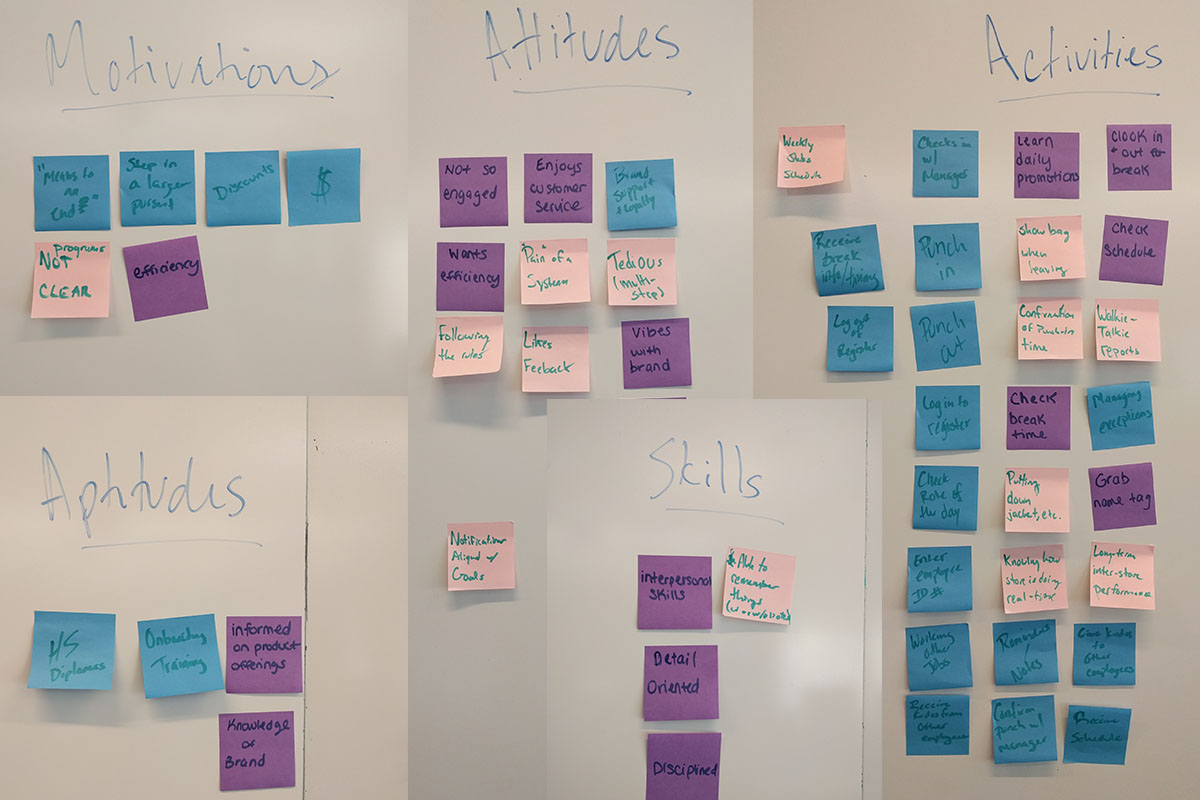 Motivations
"Means to
an
End"
Step in
a larger
pursuit
Discounts
$
programs
NOT
CLEAR
efficiency
Attitudes
Not so
engaged
Enjoys
customer
service
Brand
Support
& loyalty
Wants
efficiency
"Pain" of a
System
Tedious
(multi-
step)
Following
the rules
Likes
Feeback
Vibes
with
brand
Notifications
Aligned w/
Goals
Activities
Weekly
Sales
Schedule
Checks in
w/
Manager
Learn
daily
promotions
Clock in
+ out for
break
Receive
break
info/timing
Punch
in
Show bag
when
leaving
Check
Schedule
Log out
of
Register
Punch
out
Confirmation
of Punch-in
time
Walkie-
Talkie
reports
Log in to
register
Check
break
time
Managing
exceptions
Check
Role of
the day
Putting
down
jacket, etc.
Grab
name tag
Enter
employee
ID #
Knowing how
store is doing
real-time
Long-term
inter-store
performance
Working
other
Jobs
Reminders
/
Notes
Give kudos
to
other
employees
Receive
kudos from
other
employees
Confirm
punch w/
manager
Receive
Schedule
Aptitudes
HS
Diplomas
Onboarding
Training
informed
on product
offerings
Knowledge
of
Brand
Skills
interpersonal
skills
Able to
remember
things
Detail
Oriented
Disciplined